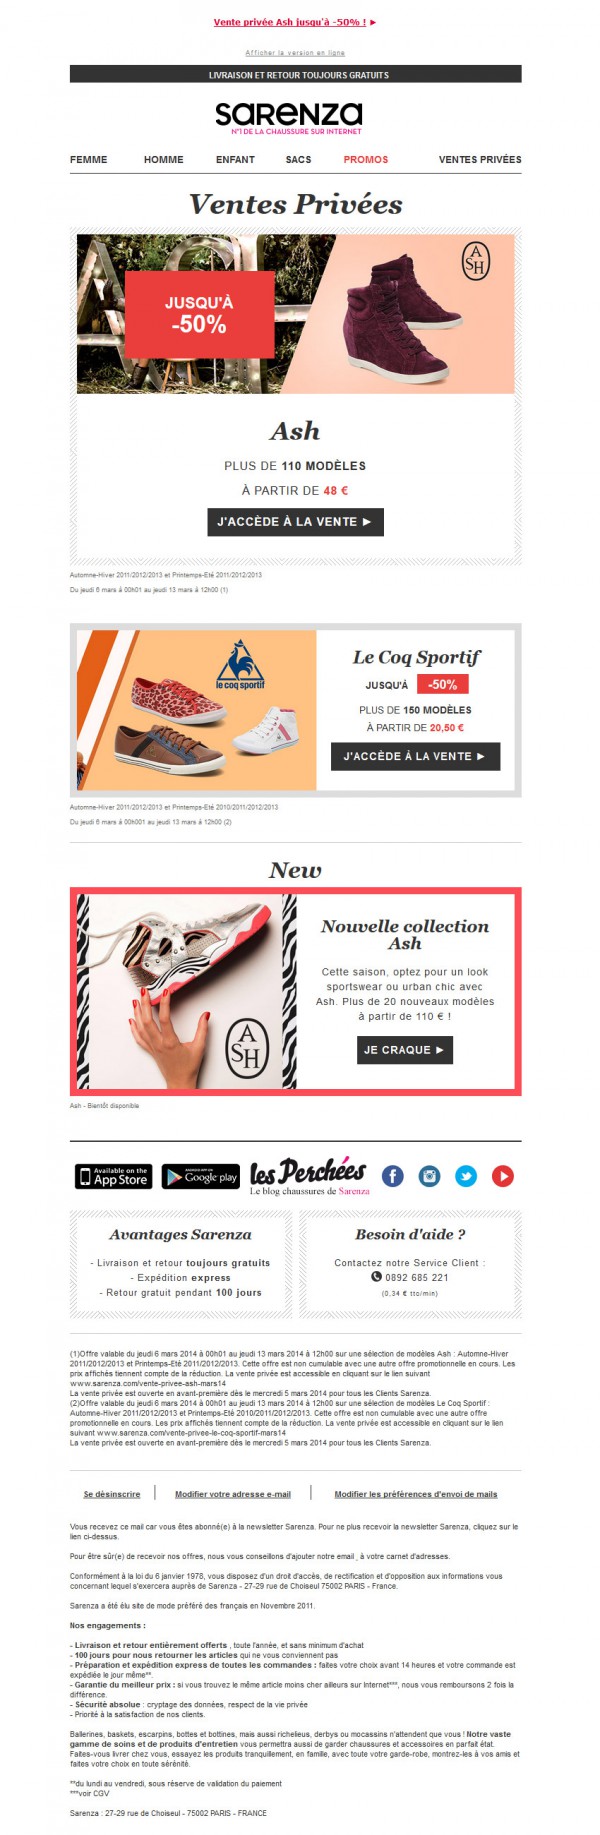 Vente privée Ash jusqu'à -50% ! ►
Afficher la version en ligne
LIVRAISON ET RETOUR TOUJOURS GRATUITS
SARENZA
N°1 DE LA CHAUSSURE SUR INTERNET
FEMME HOMME ENFANT SACS PROMOS VENTES PRIVÉES
Ventes Privées
JUSQU'À
-50%
ASH
Ash
PLUS DE 110 MODÈLES
À PARTIR DE 48 €
J'ACCÈDE À LA VENTE ►
Automne-Hiver 2011/2012/2013 et Printemps-Eté 2011/2012/2013
Du jeudi 6 mars à 00h01 au jeudi 13 mars à 12h00 (1)
le coq sportif
Le Coq Sportif
JUSQU'À -50%
PLUS DE 150 MODÈLES
À PARTIR DE 20,50 €
J'ACCÈDE À LA VENTE ►
Automne-Hiver 2011/2012/2013 et Printemps-Eté 2010/2011/2012/2013
Du jeudi 6 mars à 00h001 au jeudi 13 mars à 12h00 (2)
New
ASH
Nouvelle collection
Ash
Cette saison, optez pour un look
sportswear ou urban chic avec
Ash. Plus de 20 nouveaux modèles
à partir de 110 € !
JE CRAQUE ►
Ash - Bientôt disponible
Available on the
App Store
ANDROID APP ON
Google play
les Perchées
Le blog chaussures de Sarenza
Avantages Sarenza
- Livraison et retour toujours gratuits
- Expédition express
- Retour gratuit pendant 100 jours
Besoin d'aide ?
Contactez notre Service Client :
0892 685 221
(0,34 € ttc/min)
(1)Offre valable du jeudi 6 mars 2014 à 00h01 au jeudi 13 mars 2014 à 12h00 sur une sélection de modèles Ash : Automne-Hiver
2011/2012/2013 et Printemps-Eté 2011/2012/2013. Cette offre est non cumulable avec une autre offre promotionnelle en cours. Les
prix affichés tiennent compte de la réduction. La vente privée est accessible en cliquant sur le lien suivant
www.sarenza.com/vente-privee-ash-mars14
La vente privée est ouverte en avant-première dès le mercredi 5 mars 2014 pour tous les Clients Sarenza.
(2)Offre valable du jeudi 6 mars 2014 à 00h01 au jeudi 13 mars 2014 à 12h00 sur une sélection de modèles Le Coq Sportif :
Automne-Hiver 2011/2012/2013 et Printemps-Eté 2010/2011/2012/2013. Cette offre est non cumulable avec une autre offre
promotionnelle en cours. Les prix affichés tiennent compte de la réduction. La vente privée est accessible en cliquant sur le lien
suivant www.sarenza.com/vente-privee-le-coq-sportif-mars14
La vente privée est ouverte en avant-première dès le mercredi 5 mars 2014 pour tous les Clients Sarenza.
Se désinscrire | Modifier votre adresse e-mail | Modifier les préférences d'envoi de mails
Vous recevez ce mail car vous êtes abonné(e) à la newsletter Sarenza. Pour ne plus recevoir la newsletter Sarenza, cliquez sur le
lien ci-dessus.
Pour être sûr(e) de recevoir nos offres, nous vous conseillons d'ajouter notre email , à votre carnet d'adresses.
Conformément à la loi du 6 janvier 1978, vous disposez d'un droit d'accès, de rectification et d'opposition aux informations vous
concernant lequel s'exercera auprès de Sarenza - 27-29 rue de Choiseul 75002 PARIS - France.
Sarenza a été élu site de mode préféré des français en Novembre 2011.
Nos engagements :
- Livraison et retour entièrement offerts , toute l'année, et sans minimum d'achat
- 100 jours pour nous retourner les articles qui ne vous conviennent pas
- Préparation et expédition express de toutes les commandes : faites votre choix avant 14 heures et votre commande est
expédiée le jour même**.
- Garantie du meilleur prix : si vous trouvez le même article moins cher ailleurs sur Internet***, nous vous remboursons 2 fois la
différence.
- Sécurité absolue : cryptage des données, respect de la vie privée
- Priorité à la satisfaction de nos clients.
Ballerines, baskets, escarpins, bottes et bottines, mais aussi richelieus, derbys ou mocassins n'attendent que vous ! Notre vaste
gamme de soins et de produits d'entretien vous permettra aussi de garder chaussures et accessoires en parfait état.
Faites-vous livrer chez vous, essayez les produits tranquillement, en famille, avec toute votre garde-robe, montrez-les à vos amis et
faites votre choix en toute sérénité.
**du lundi au vendredi, sous réserve de validation du paiement
***voir CGV
Sarenza : 27-29 rue de Choiseul - 75002 PARIS - FRANCE